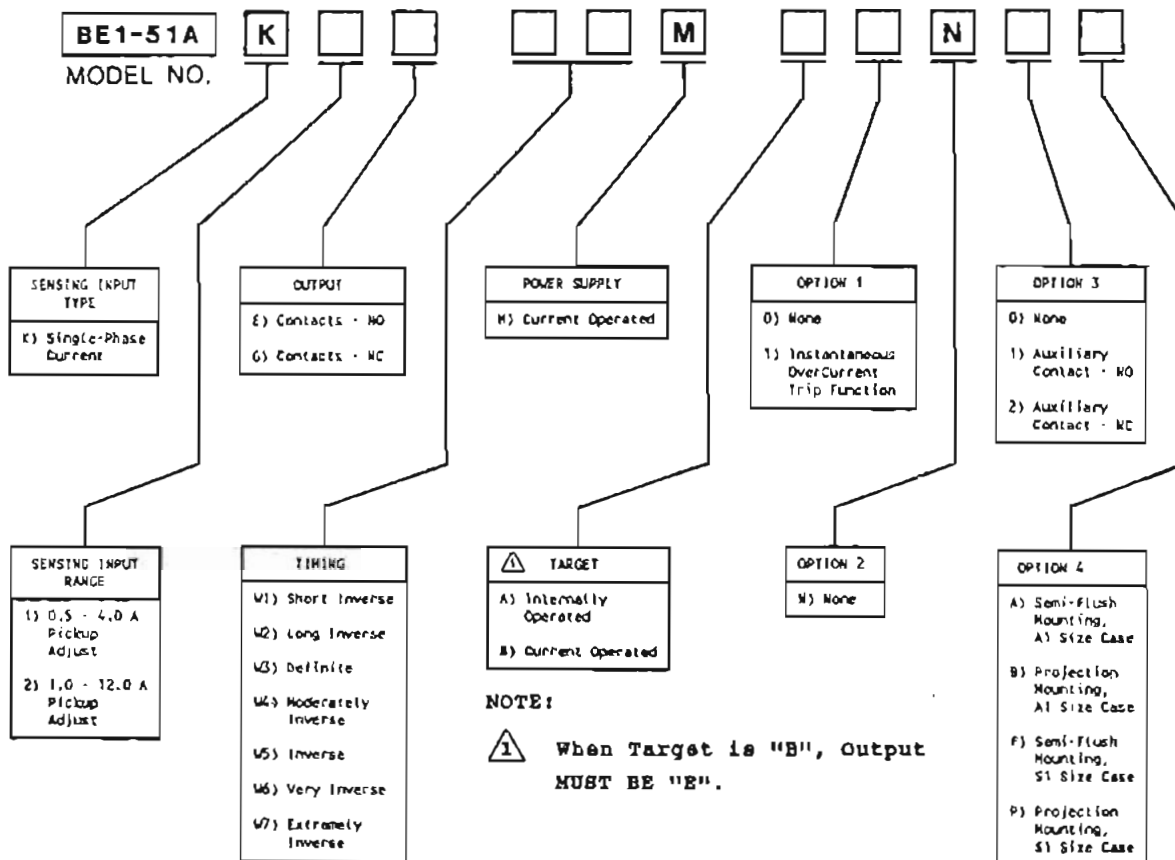 BE1-51A K M N
MODEL NO.
SENSING INPUT
TYPE
K) Single-Phase
Current
OUTPUT
E) Contacts - NO
G) Contacts - NC
POWER SUPPLY
M) Current Operated
OPTION 1
0) None
1) Instantaneous
OverCurrent
Trip Function
OPTION 3
0) None
1) Auxiliary
Contact - NO
2) Auxiliary
Contact - NC
SENSING INPUT
RANGE
1) 0.5 - 4.0 A
Pickup
Adjust
2) 1.0 - 12.0 A
Pickup
Adjust
TIMING
W1) Short Inverse
W2) Long Inverse
W3) Definite
W4) Moderately
Inverse
W5) Inverse
W6) Very Inverse
W7) Extremely
Inverse
1 TARGET
A) Internally
Operated
B) Current Operated
OPTION 2
N) None
OPTION 4
A) Semi-Flush
Mounting,
A1 Size Case
B) Projection
Mounting,
A1 Size Case
F) Semi-Flush
Mounting,
S1 Size Case
P) Projection
Mounting,
S1 Size Case
NOTE:
1 When Target is "B", Output
MUST BE "E".